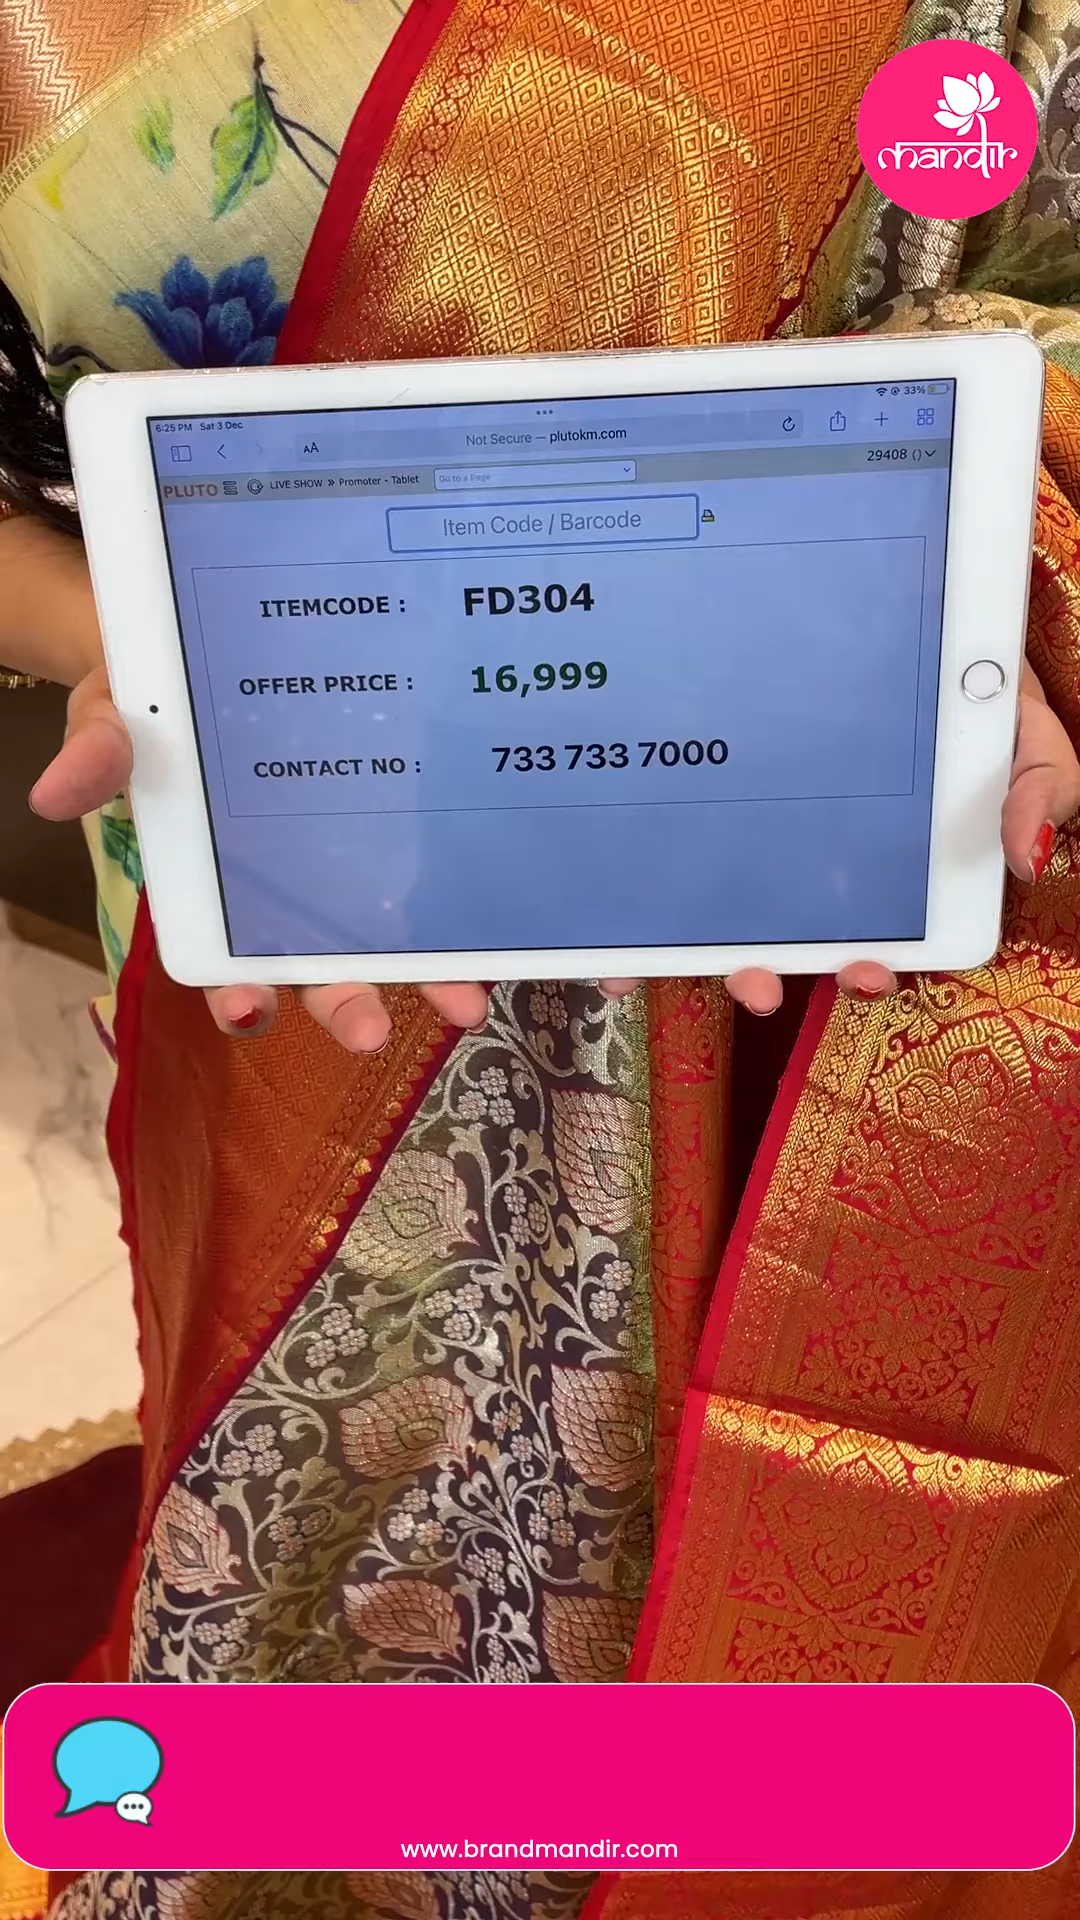 mandir
6:25 PM Sat 3 Dec
33%
AA
Not Secure — plutokm.com
29408 ()
PLUTO
LIVE SHOW » Promoter - Tablet
Go to a Page
Item Code / Barcode
ITEMCODE : FD304
OFFER PRICE : 16,999
CONTACT NO : 733 733 7000
www.brandmandir.com